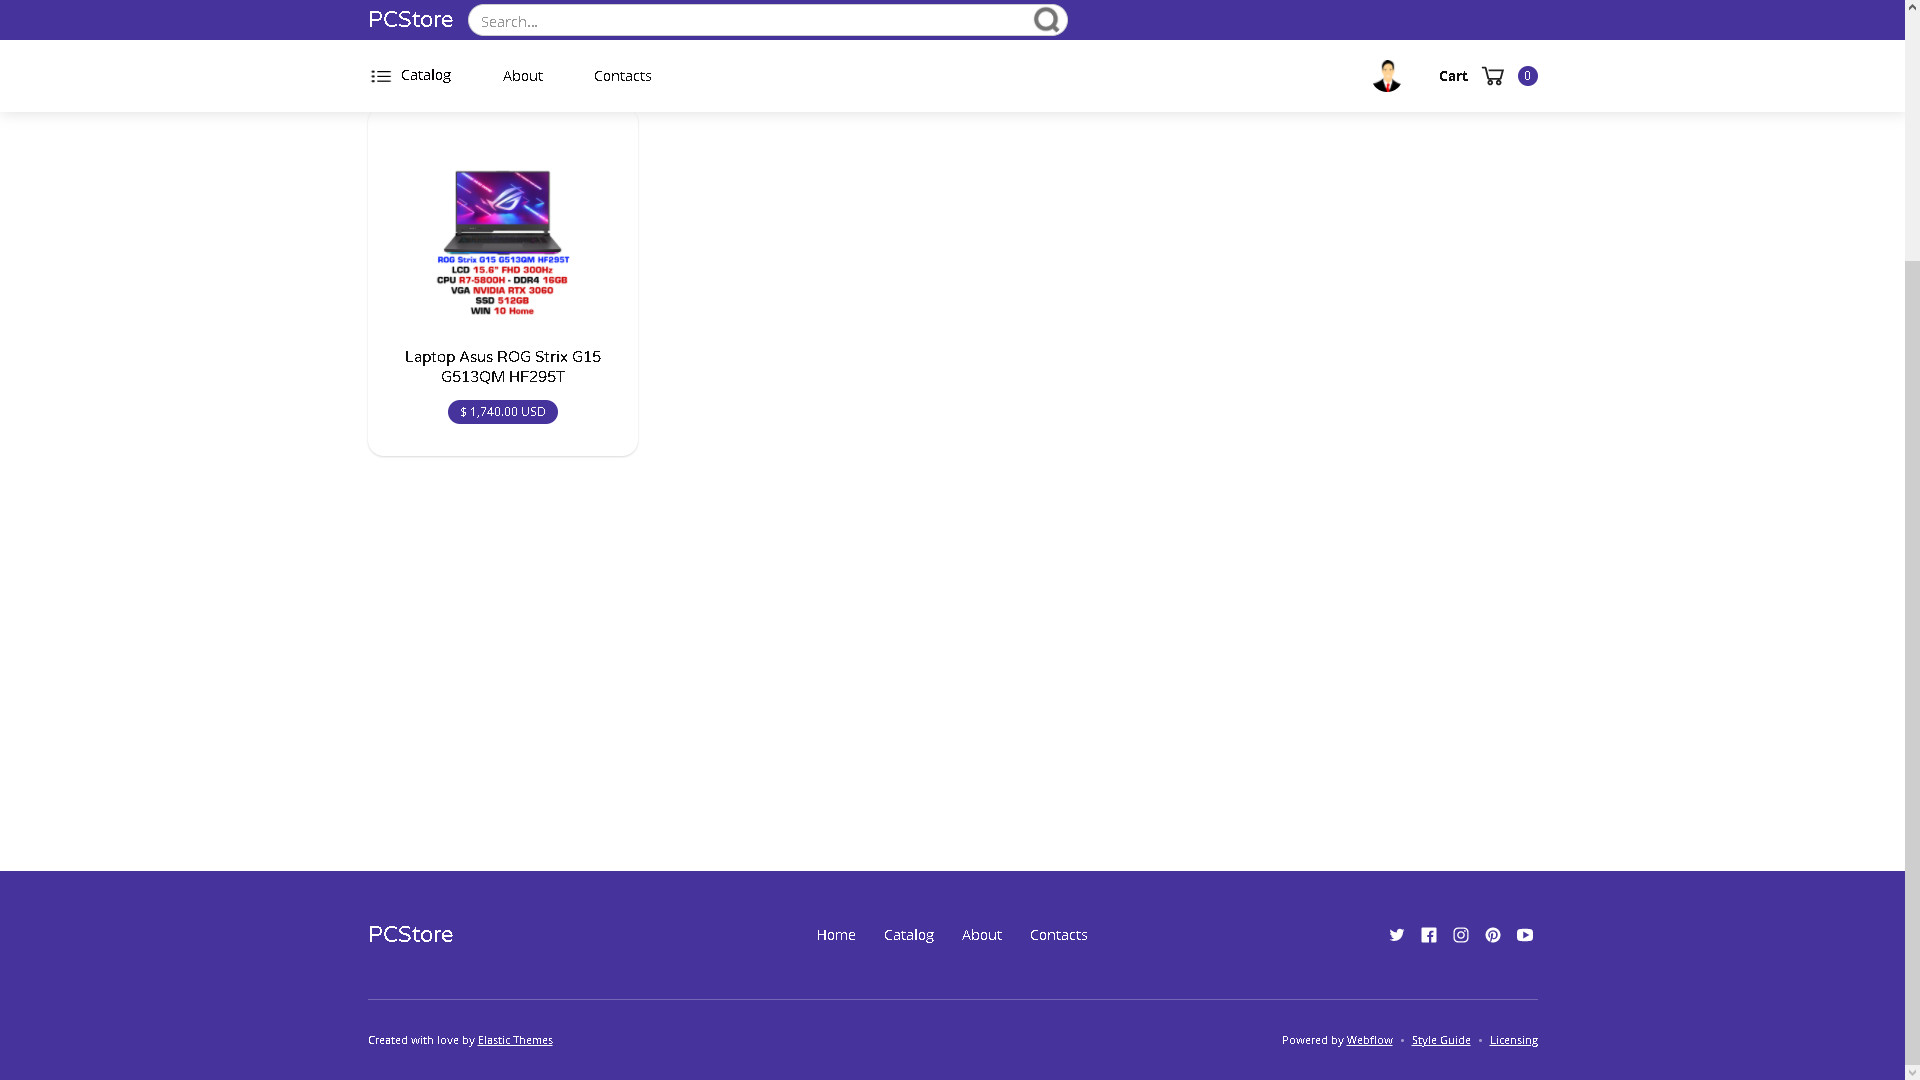 PCStore
Search...
Catalog
About
Contacts
Cart
0
ROG Strix G15 G513QM HF295T
LCD 15.6" FHD 300Hz
CPU R7-5800H - DDR4 16GB
VGA NVIDIA RTX 3060
SSD 512GB
WIN 10 Home
Laptop Asus ROG Strix G15
G513QM HF295T
$ 1,740.00 USD
PCStore
Home
Catalog
About
Contacts
Created with love by Elastic Themes
Powered by Webflow • Style Guide • Licensing